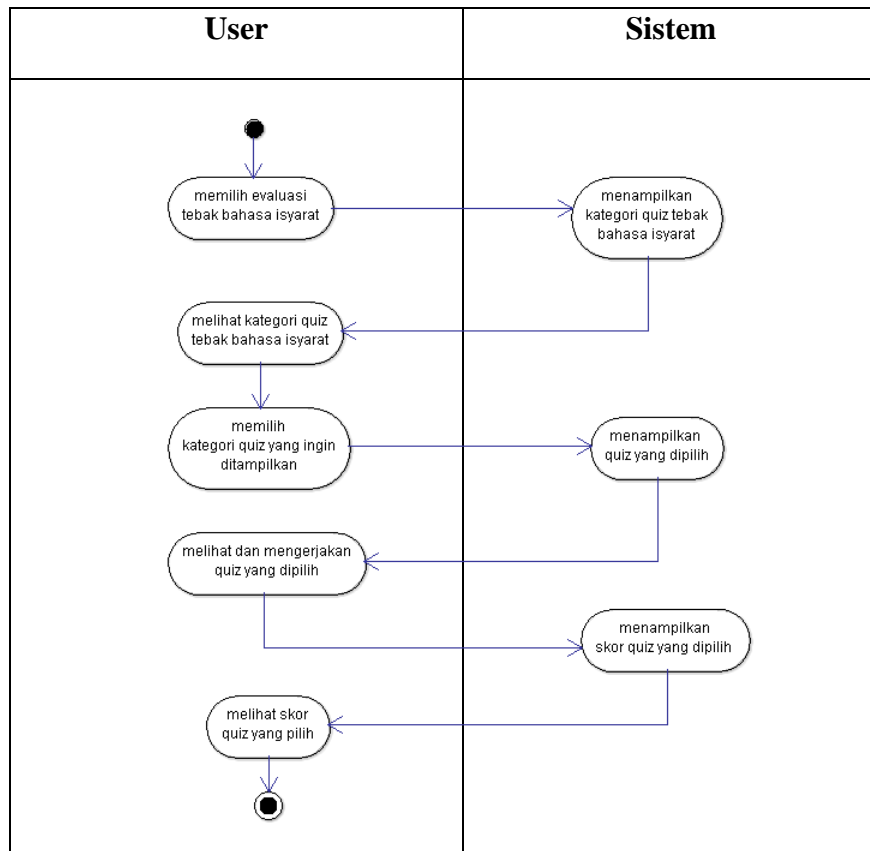 User
Sistem
memilih evaluasi
tebak bahasa isyarat
menampilkan
kategori quiz tebak
bahasa isyarat
melihat kategori quiz
tebak bahasa isyarat
memilih
kategori quiz yang ingin
ditampilkan
menampilkan
quiz yang dipilih
melihat dan mengerjakan
quiz yang dipilih
menampilkan
skor quiz yang dipilih
melihat skor
quiz yang pilih